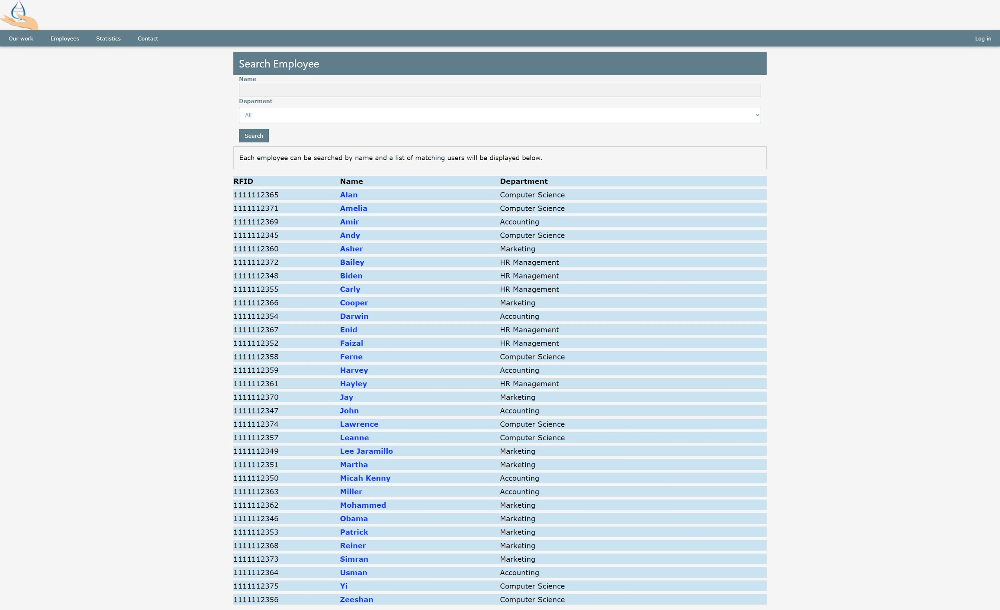 Our work Employees Statistics Contact Log in
Search Employee
Name
Deparment
All
Search
Each employee can be searched by name and a list of matching users will be displayed below.
RFID Name Department
1111112365 Alan Computer Science
1111112371 Amelia Computer Science
1111112369 Amir Accounting
1111112345 Andy Computer Science
1111112360 Asher Marketing
1111112372 Bailey HR Management
1111112348 Biden HR Management
1111112355 Carly HR Management
1111112366 Cooper Marketing
1111112354 Darwin Accounting
1111112367 Enid HR Management
1111112352 Faizal HR Management
1111112358 Ferne Computer Science
1111112359 Harvey Accounting
1111112361 Hayley HR Management
1111112370 Jay Marketing
1111112347 John Accounting
1111112374 Lawrence Computer Science
1111112357 Leanne Computer Science
1111112349 Lee Jaramillo Marketing
1111112351 Martha Marketing
1111112350 Micah Kenny Accounting
1111112363 Miller Accounting
1111112362 Mohammed Marketing
1111112346 Obama Marketing
1111112353 Patrick Marketing
1111112368 Reiner Marketing
1111112373 Simran Marketing
1111112364 Usman Accounting
1111112375 Yi Computer Science
1111112356 Zeeshan Computer Science